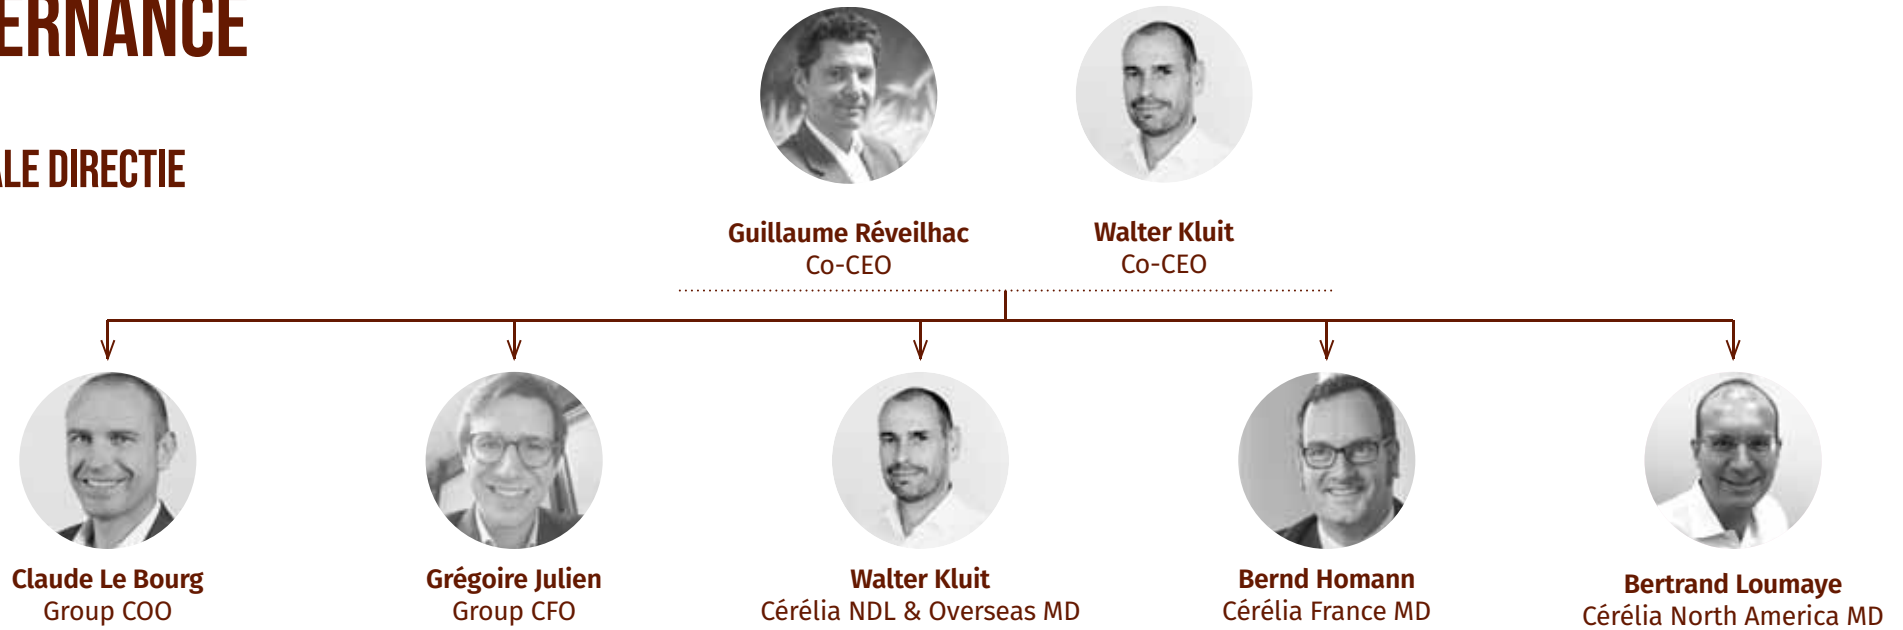 ERNANCE
ALE DIRECTIE
Guillaume Réveilhac
Co-CEO
Walter Kluit
Co-CEO
Claude Le Bourg
Group COO
Grégoire Julien
Group CFO
Walter Kluit
Cérélia NDL & Overseas MD
Bernd Homann
Cérélia France MD
Bertrand Loumaye
Cérélia North America MD